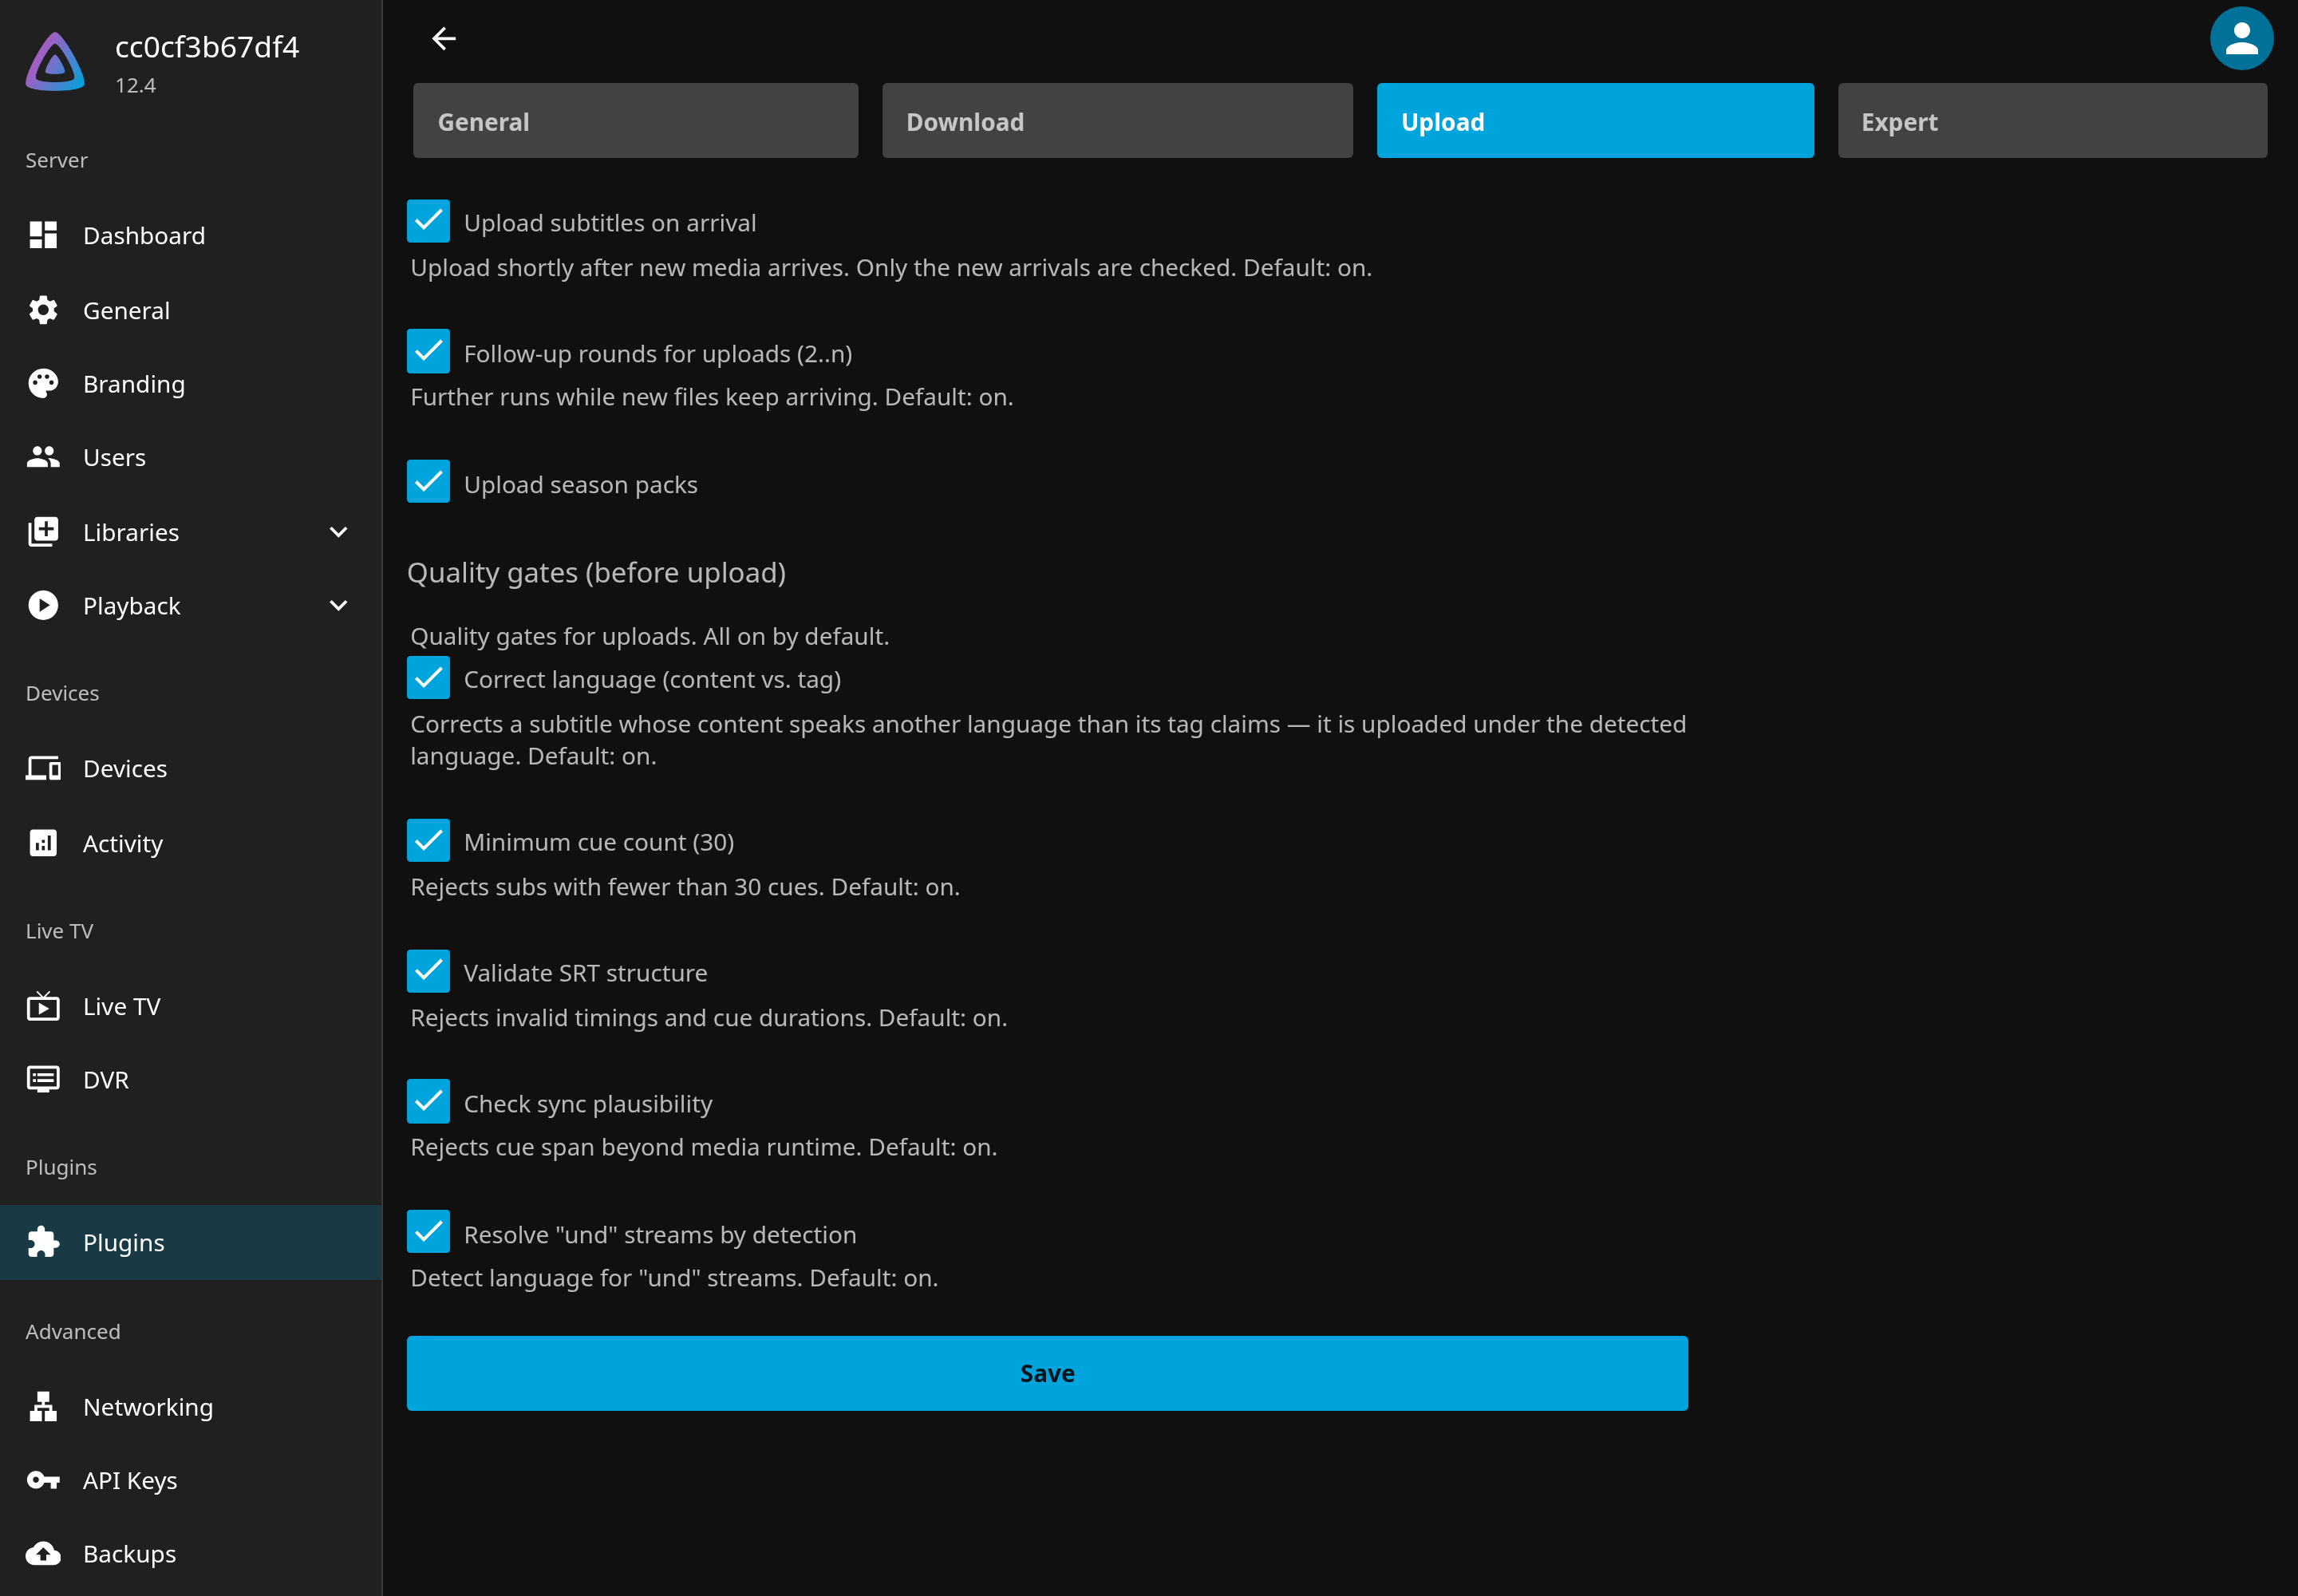 cc0cf3b67df4
12.4
Server
Dashboard
General
Branding
Users
Libraries
Playback
Devices
Devices
Activity
Live TV
Live TV
DVR
Plugins
Plugins
Advanced
Networking
API Keys
Backups
General
Download
Upload
Expert
Upload subtitles on arrival
Upload shortly after new media arrives. Only the new arrivals are checked. Default: on.
Follow-up rounds for uploads (2..n)
Further runs while new files keep arriving. Default: on.
Upload season packs
Quality gates (before upload)
Quality gates for uploads. All on by default.
Correct language (content vs. tag)
Corrects a subtitle whose content speaks another language than its tag claims — it is uploaded under the detected
language. Default: on.
Minimum cue count (30)
Rejects subs with fewer than 30 cues. Default: on.
Validate SRT structure
Rejects invalid timings and cue durations. Default: on.
Check sync plausibility
Rejects cue span beyond media runtime. Default: on.
Resolve "und" streams by detection
Detect language for "und" streams. Default: on.
Save